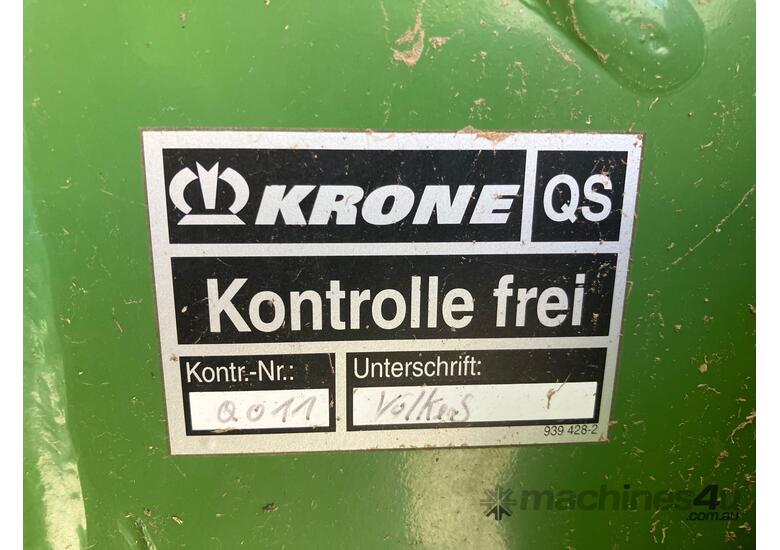 KRONE QS
Kontrolle frei
Kontr.-Nr.: Unterschrift:
Q011 Volkers
939 428-2
machines4u
.com.au